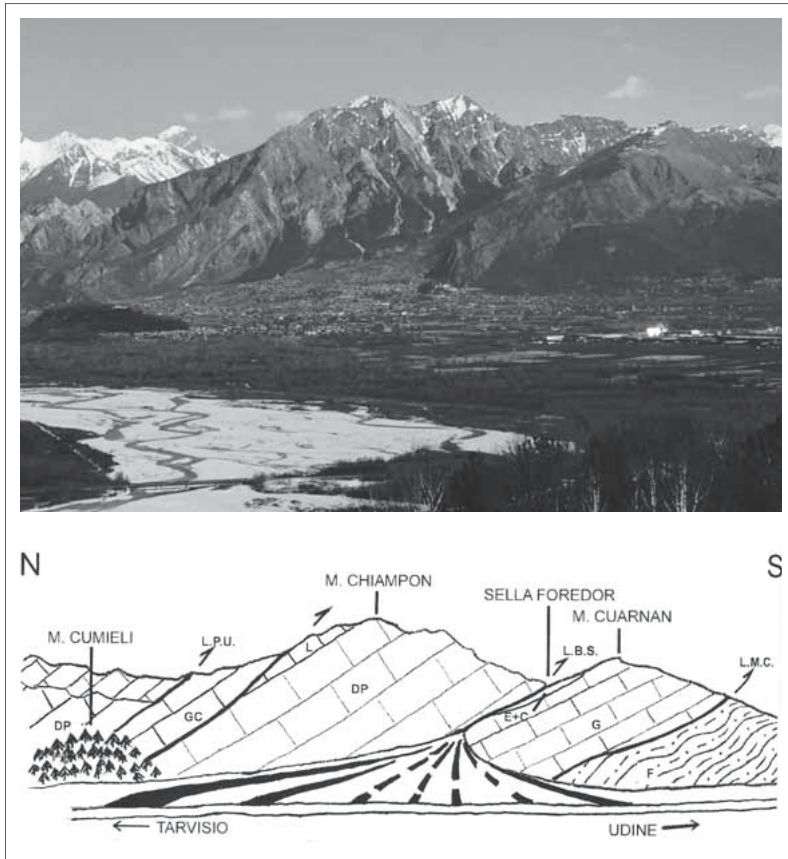 N
S
M. CHIAMPON
SELLA FOREDOR
M. CUARNAN
M. CUMIELI
L.P.U.
L.B.S.
L.M.C.
L
DP
DP
GC
E+C
G
F
← TARVISIO
UDINE →